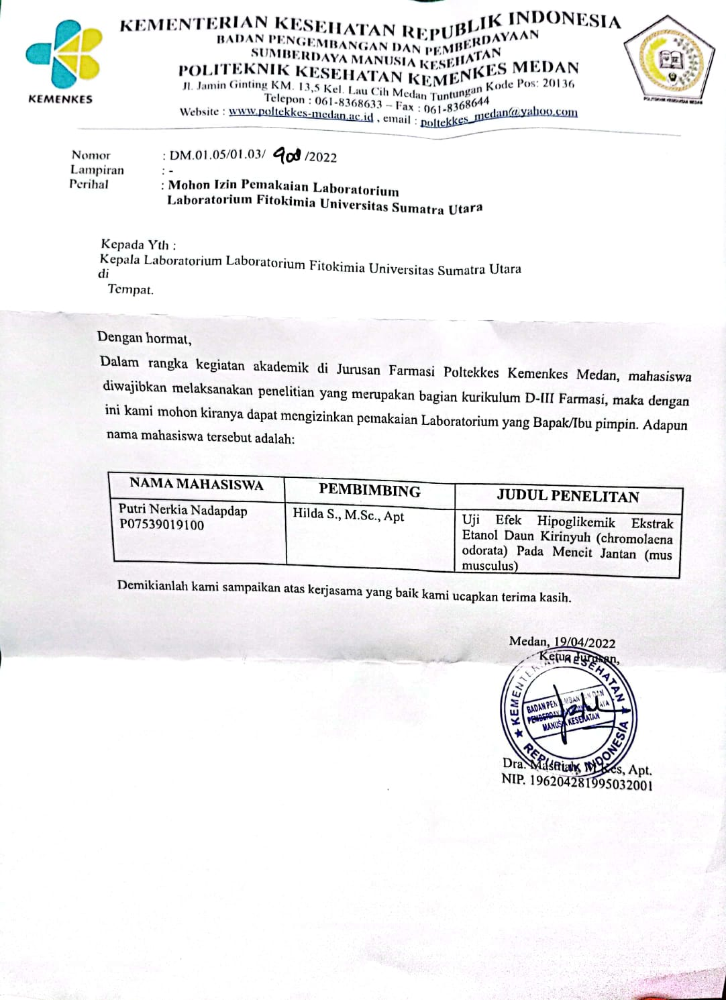 KEMENTERIAN KESEHATAN REPUBLIK INDONESIA
BADAN PENGEMBANGAN DAN PEMBERDAYAAN
SUMBERDAYA MANUSIA KESEHATAN
POLITEKNIK KESEHATAN KEMENKES MEDAN
Jl. Jamin Ginting KM. 13,5 Kel. Lau Cih Medan Tuntungan Kode Pos: 20136
Telepon : 061-8368633 – Fax : 061-8368644
Website : www.poltekkes-medan.ac.id , email : poltekkes_medan@yahoo.com
KEMENKES
POLITEKNIK KESEHATAN MEDAN
Nomor : DM.01.05/01.03/ 908 /2022
Lampiran : -
Perihal : Mohon Izin Pemakaian Laboratorium
Laboratorium Fitokimia Universitas Sumatra Utara
Kepada Yth :
Kepala Laboratorium Laboratorium Fitokimia Universitas Sumatra Utara
di
Tempat.
Dengan hormat,
Dalam rangka kegiatan akademik di Jurusan Farmasi Poltekkes Kemenkes Medan, mahasiswa
diwajibkan melaksanakan penelitian yang merupakan bagian kurikulum D-III Farmasi, maka dengan
ini kami mohon kiranya dapat mengizinkan pemakaian Laboratorium yang Bapak/Ibu pimpin. Adapun
nama mahasiswa tersebut adalah:
NAMA MAHASISWA PEMBIMBING JUDUL PENELITAN
Putri Nerkia Nadapdap
P07539019100
Hilda S., M.Sc., Apt
Uji Efek Hipoglikemik Ekstrak
Etanol Daun Kirinyuh (chromolaena
odorata) Pada Mencit Jantan (mus
musculus)
Demikianlah kami sampaikan atas kerjasama yang baik kami ucapkan terima kasih.
Medan, 19/04/2022
Ketua Jurusan,
KEMENTERIAN KESEHATAN
BADAN PENGEMBANGAN DAN
MANUSIA KESEHATAN
REPUBLIK INDONESIA
Dra. Masniah, M.Kes, Apt.
NIP. 196204281995032001